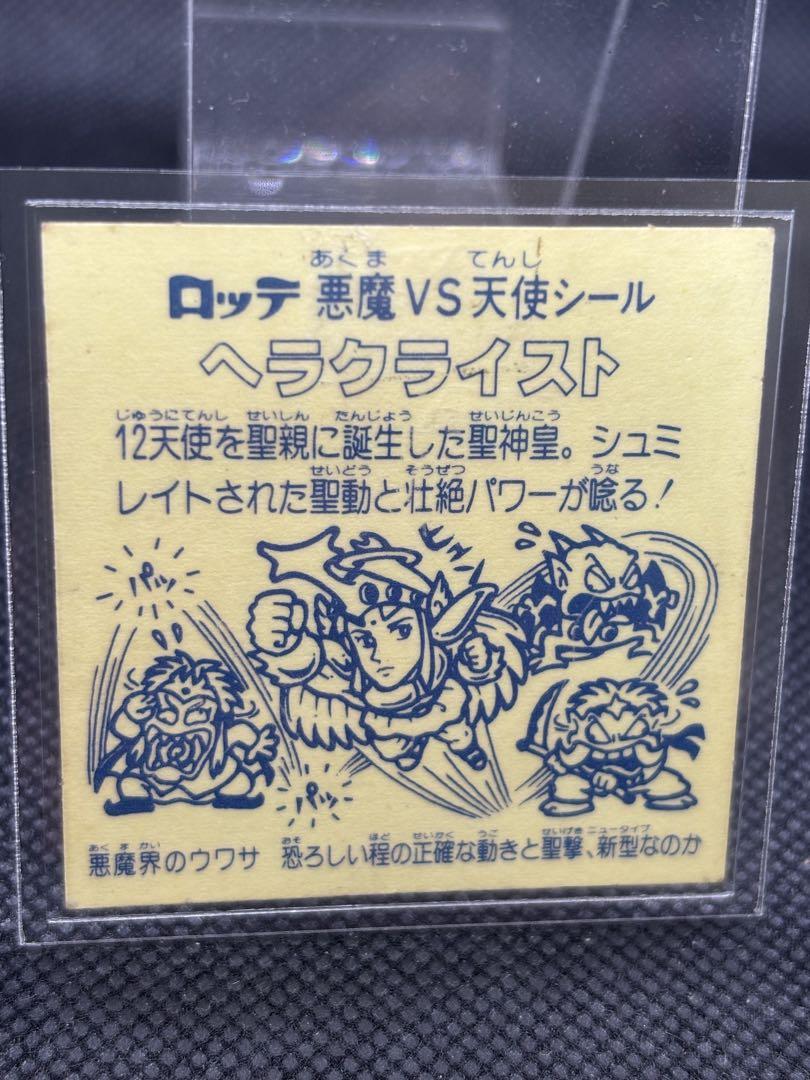 あくま てんし
ロッテ 悪魔VS天使シール
ヘラクライスト
じゅうにてんし せいしん たんじょう せいじんこう
12天使を聖親に誕生した聖神皇。シュミ
せいどう そうぜつ うな
レイトされた聖動と壮絶パワーが唸る!
パッ
パッ
あくまかい おそ ほど せいかく うご せいげき ニュータイプ
悪魔界のウワサ 恐ろしい程の正確な動きと聖撃、新型なのか